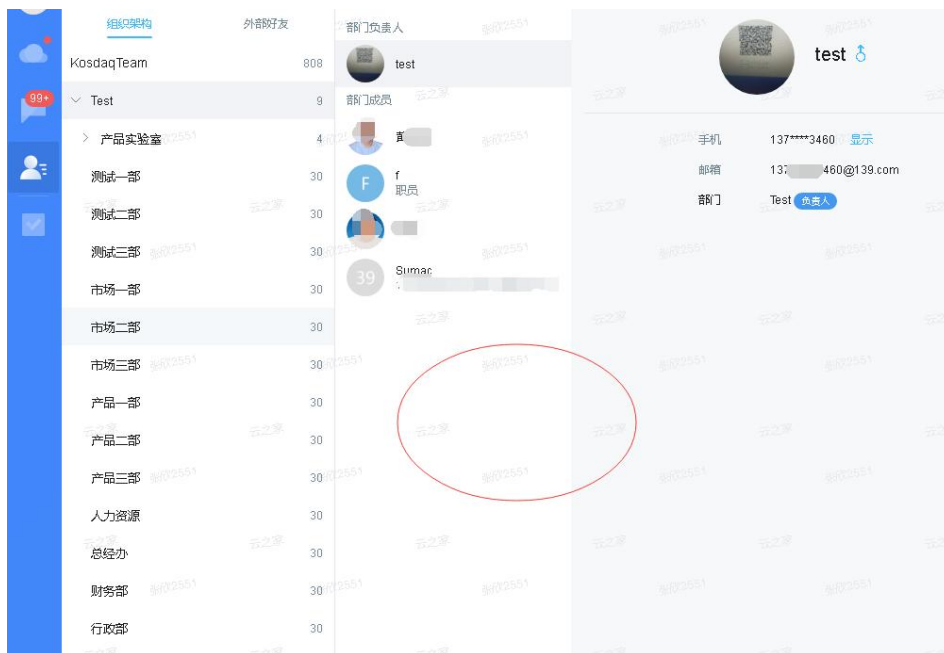 组织架构
外部好友
KosdaqTeam
808
Test
9
产品实验室
4
测试一部
30
测试二部
30
测试三部
30
市场一部
30
市场二部
30
市场三部
30
产品一部
30
产品二部
30
产品三部
30
人力资源
30
总经办
30
财务部
30
行政部
30
99+
部门负责人
test
部门成员
F
f
职员
39
Sumac
test
手机
137****3460
显示
邮箱
137
460@139.com
部门
Test
负责人
云之家